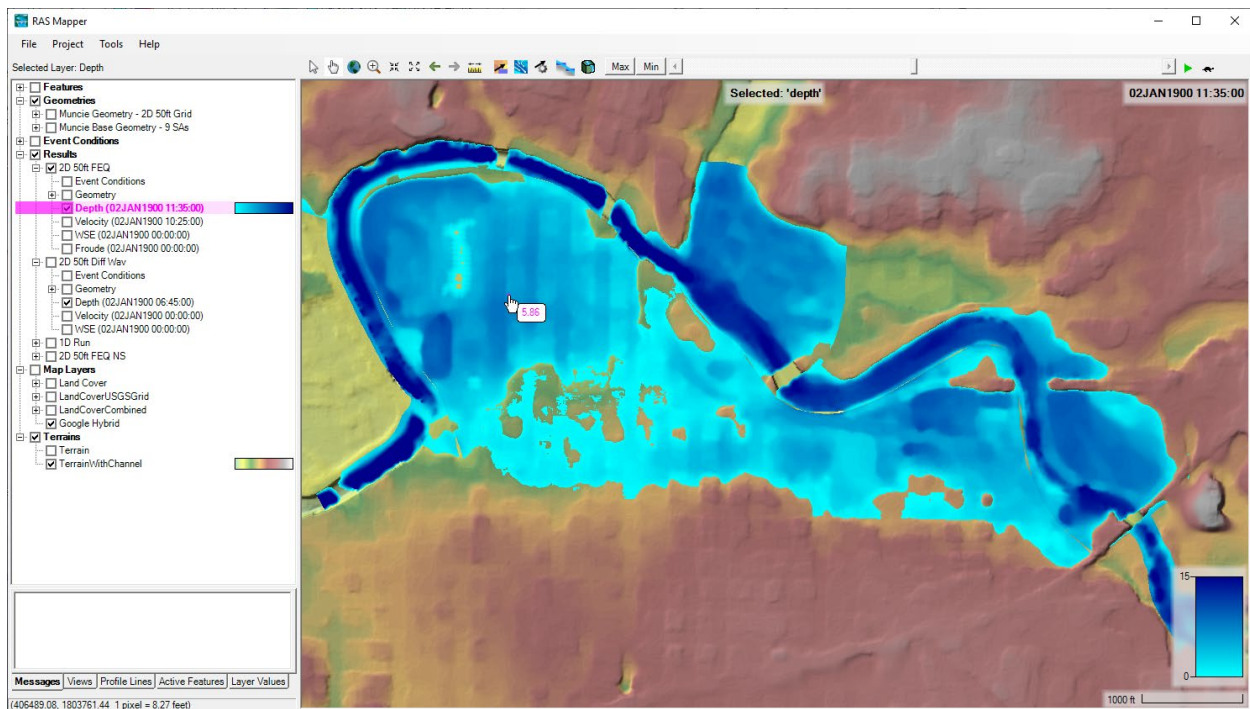 RAS Mapper
File Project Tools Help
Selected Layer: Depth
Max Min
Features
Geometries
Muncie Geometry - 2D 50ft Grid
Muncie Base Geometry - 9 SAs
Event Conditions
Results
2D 50ft FEQ
Event Conditions
Geometry
Depth (02JAN1900 11:35:00)
Velocity (02JAN1900 10:25:00)
WSE (02JAN1900 00:00:00)
Froude (02JAN1900 00:00:00)
2D 50ft Diff Wav
Event Conditions
Geometry
Depth (02JAN1900 06:45:00)
Velocity (02JAN1900 00:00:00)
WSE (02JAN1900 00:00:00)
1D Run
2D 50ft FEQ NS
Map Layers
Land Cover
LandCoverUSGSGrid
LandCoverCombined
Google Hybrid
Terrains
Terrain
TerrainWithChannel
Messages Views Profile Lines Active Features Layer Values
(406489.08, 1803761.44 1 pixel = 8.27 feet)
Selected: 'depth'
02JAN1900 11:35:00
5.86
15
0
1000 ft